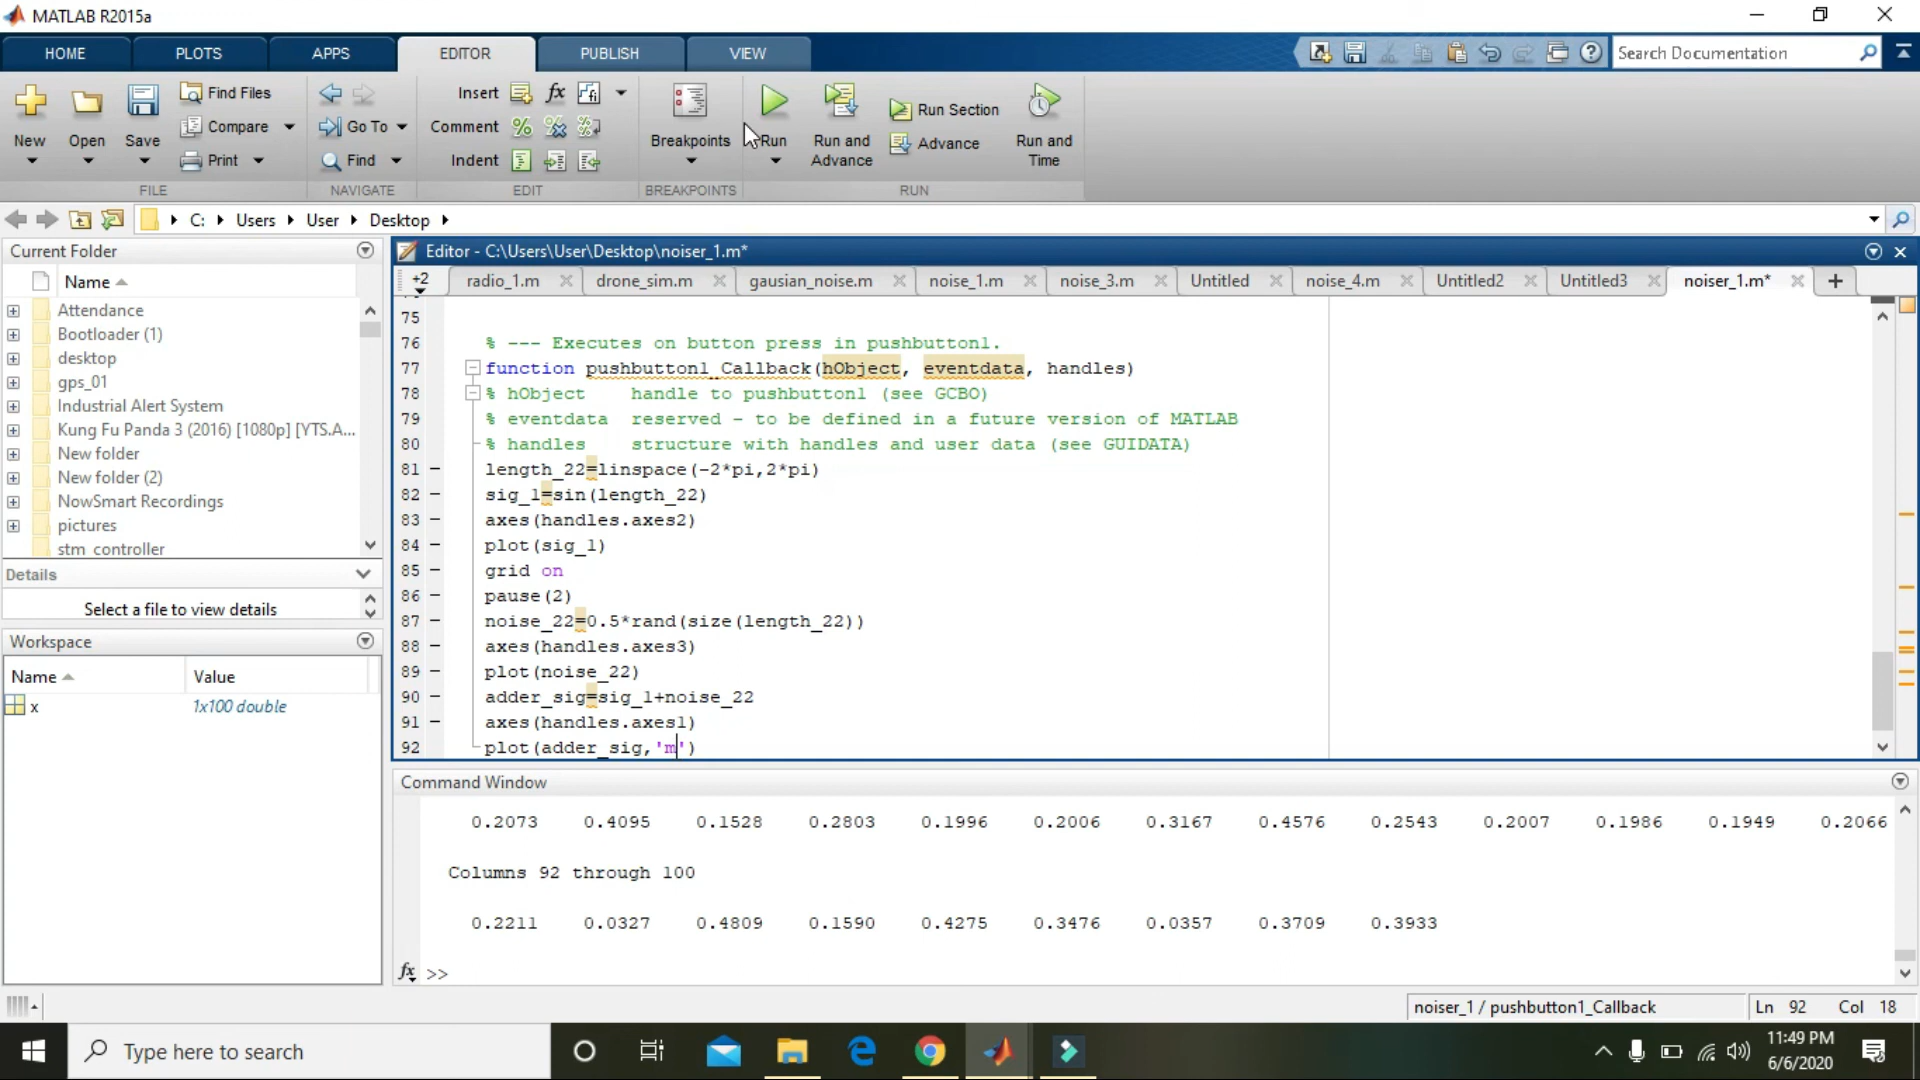 MATLAB R2015a
HOME PLOTS APPS EDITOR PUBLISH VIEW
Search Documentation
New Open Save
Find Files
Compare
Print
Go To
Find
Insert
Comment
Indent
Breakpoints
Run
Run and Advance
Run Section
Advance
Run and Time
FILE NAVIGATE EDIT BREAKPOINTS RUN
C: Users User Desktop
Current Folder
Name
Attendance
Bootloader (1)
desktop
gps_01
Industrial Alert System
Kung Fu Panda 3 (2016) [1080p] [YTS.A...
New folder
New folder (2)
NowSmart Recordings
pictures
stm_controller
Details
Select a file to view details
Workspace
Name Value
x 1x100 double
Editor - C:\Users\User\Desktop\noiser_1.m*
+2 radio_1.m drone_sim.m gausian_noise.m noise_1.m noise_3.m Untitled noise_4.m Untitled2 Untitled3 noiser_1.m*
75
76 % --- Executes on button press in pushbutton1.
77 function pushbutton1_Callback(hObject, eventdata, handles)
78 % hObject    handle to pushbutton1 (see GCBO)
79 % eventdata  reserved - to be defined in a future version of MATLAB
80 % handles    structure with handles and user data (see GUIDATA)
81 length_22=linspace(-2*pi,2*pi)
82 sig_1=sin(length_22)
83 axes(handles.axes2)
84 plot(sig_1)
85 grid on
86 pause(2)
87 noise_22=0.5*rand(size(length_22))
88 axes(handles.axes3)
89 plot(noise_22)
90 adder_sig=sig_1+noise_22
91 axes(handles.axes1)
92 plot(adder_sig,'m')
Command Window
0.2073 0.4095 0.1528 0.2803 0.1996 0.2006 0.3167 0.4576 0.2543 0.2007 0.1986 0.1949 0.2066
Columns 92 through 100
0.2211 0.0327 0.4809 0.1590 0.4275 0.3476 0.0357 0.3709 0.3933
fx >>
noiser_1 / pushbutton1_Callback Ln 92 Col 18
Type here to search
11:49 PM
6/6/2020